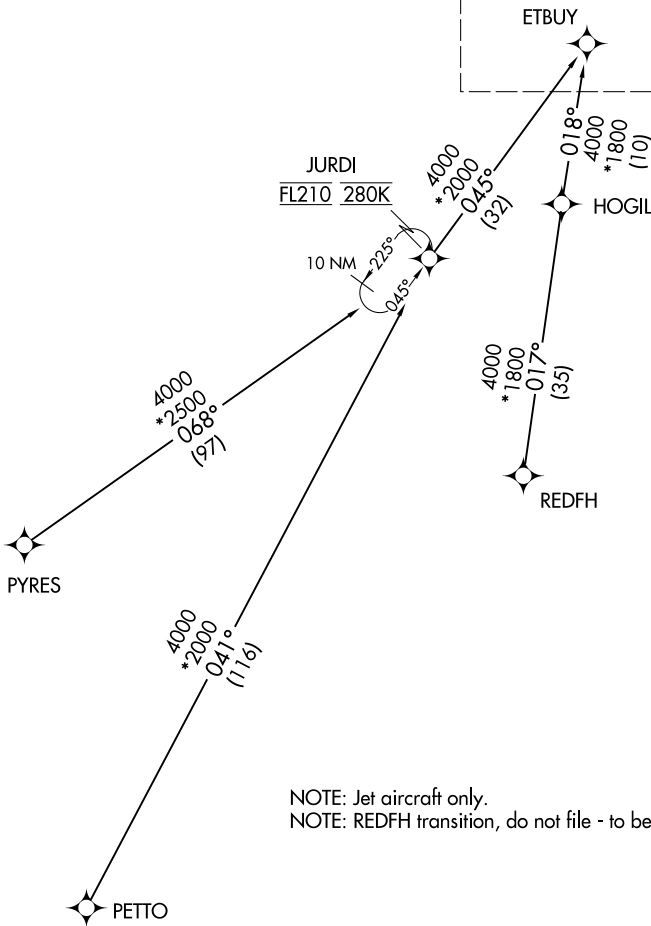 ETBUY
018°
4000
*1800
(10)
JURDI
FL210 280K
4000
*2000
045°
(32)
HOGIL
10 NM
225°
045°
4000
*1800
017°
(35)
4000
*2500
068°
(97)
REDFH
PYRES
4000
*2000
041°
(116)
NOTE: Jet aircraft only.
NOTE: REDFH transition, do not file - to be
PETTO